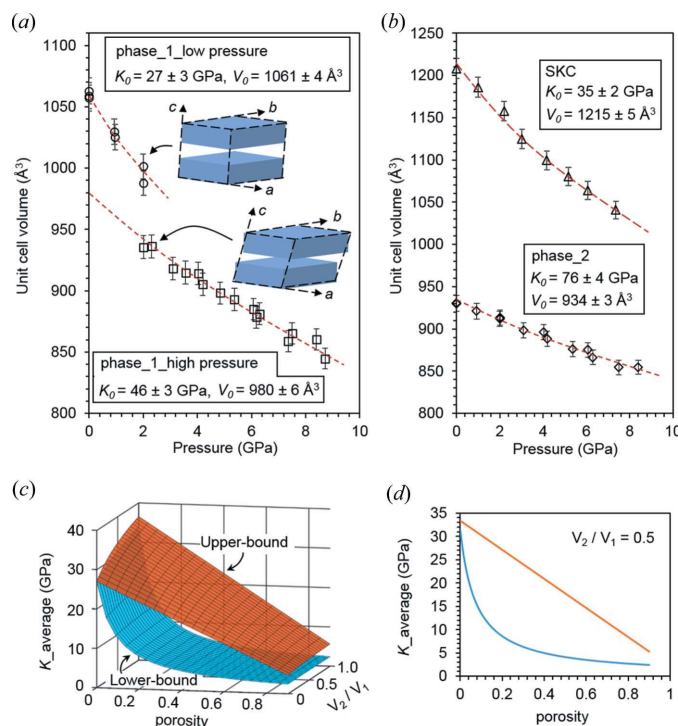 (a)
phase_1_low pressure
K0 = 27 ± 3 GPa, V0 = 1061 ± 4 Å³
c
b
a
c
b
a
phase_1_high pressure
K0 = 46 ± 3 GPa, V0 = 980 ± 6 Å³
Unit cell volume (Å³)
1100
1050
1000
950
900
850
800
0 2 4 6 8 10
Pressure (GPa)
(b)
SKC
K0 = 35 ± 2 GPa
V0 = 1215 ± 5 Å³
phase_2
K0 = 76 ± 4 GPa
V0 = 934 ± 3 Å³
Unit cell volume (Å³)
1250
1200
1150
1100
1050
1000
950
900
850
800
0 2 4 6 8 10
Pressure (GPa)
(c)
Upper-bound
Lower-bound
K_average (GPa)
40
30
20
10
0
0 0.2 0.4 0.6 0.8
porosity
0 0.5 1.0
V2 / V1
(d)
V2 / V1 = 0.5
K_average (GPa)
35
30
25
20
15
10
5
0
0 0.2 0.4 0.6 0.8 1
porosity